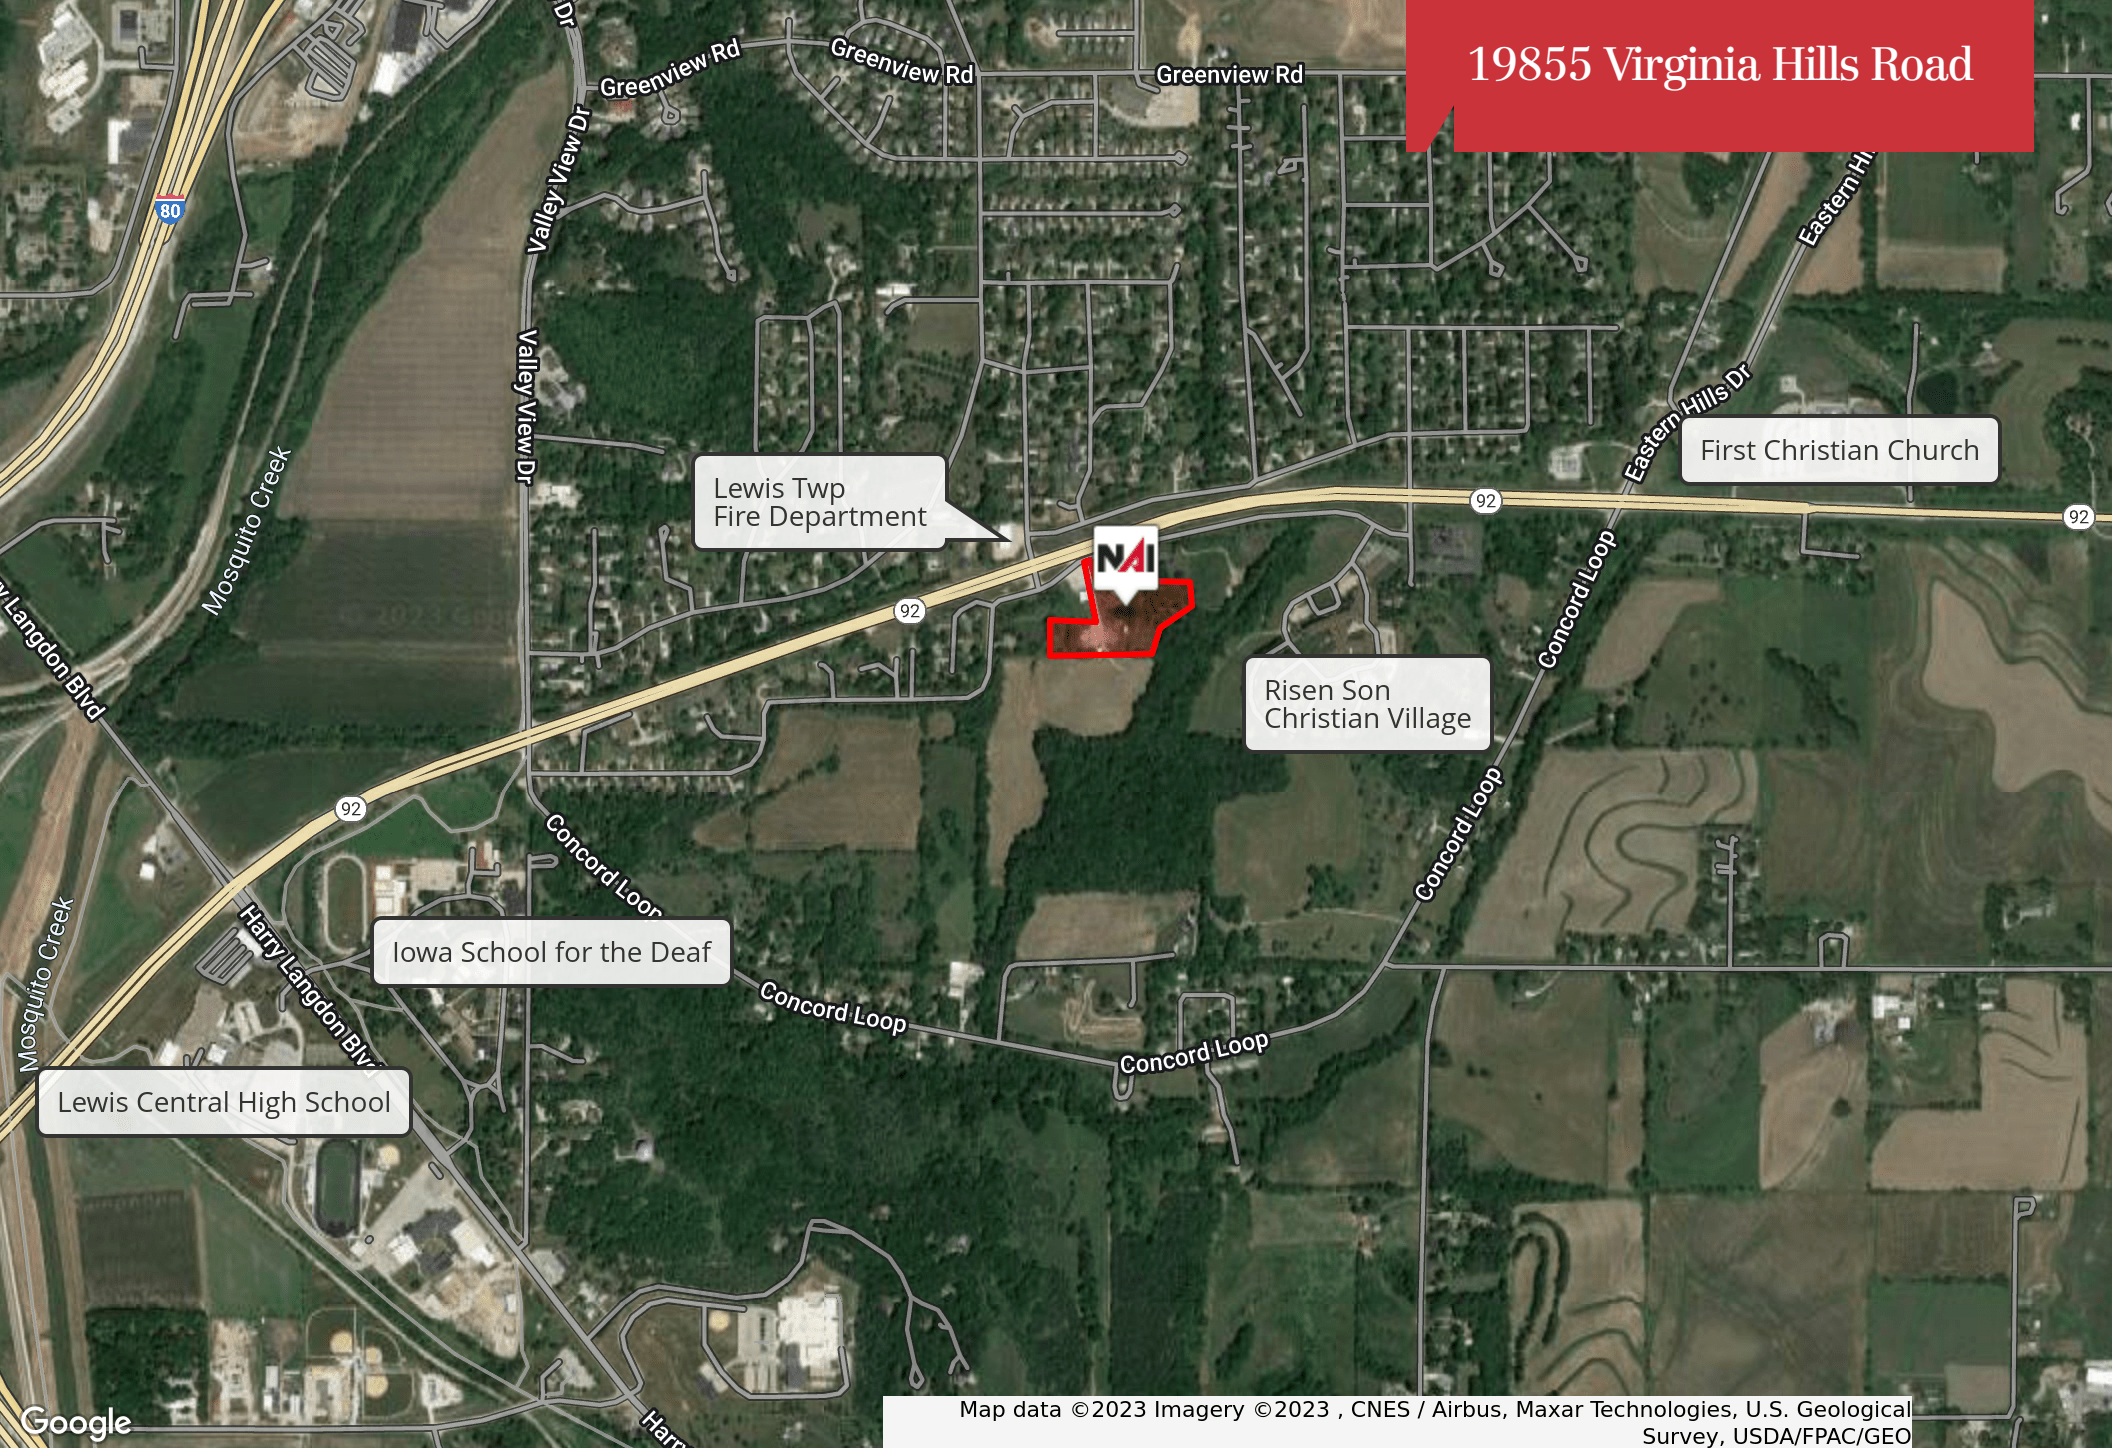 19855 Virginia Hills Road
Dr
Greenview Rd
Greenview Rd
Greenview Rd
Valley View Dr
80
Eastern Hi
Valley View Dr
Eastern Hills Dr
First Christian Church
Mosquito Creek
Lewis Twp
Fire Department
92
92
NAI
92
Concord Loop
Langdon Blvd
Risen Son
Christian Village
92
Concord Loop
Concord Loop
Iowa School for the Deaf
Harry Langdon Blvd
Mosquito Creek
Concord Loop
Concord Loop
Lewis Central High School
Harry
Google
Map data ©2023 Imagery ©2023 , CNES / Airbus, Maxar Technologies, U.S. Geological
Survey, USDA/FPAC/GEO